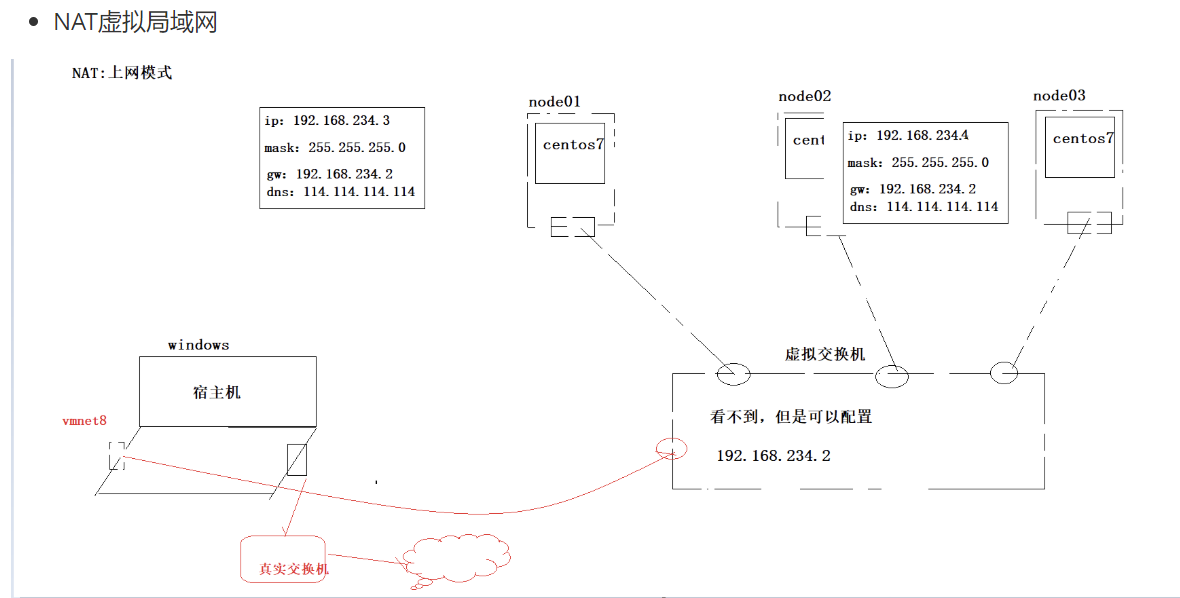 NAT虚拟局域网
NAT:上网模式
ip: 192.168.234.3
mask: 255.255.255.0
gw: 192.168.234.2
dns: 114.114.114.114
node01
centos7
node02
cent
ip: 192.168.234.4
mask: 255.255.255.0
gw: 192.168.234.2
dns: 114.114.114.114
node03
centos7
windows
宿主机
vmnet8
虚拟交换机
看不到，但是可以配置
192.168.234.2
真实交换机